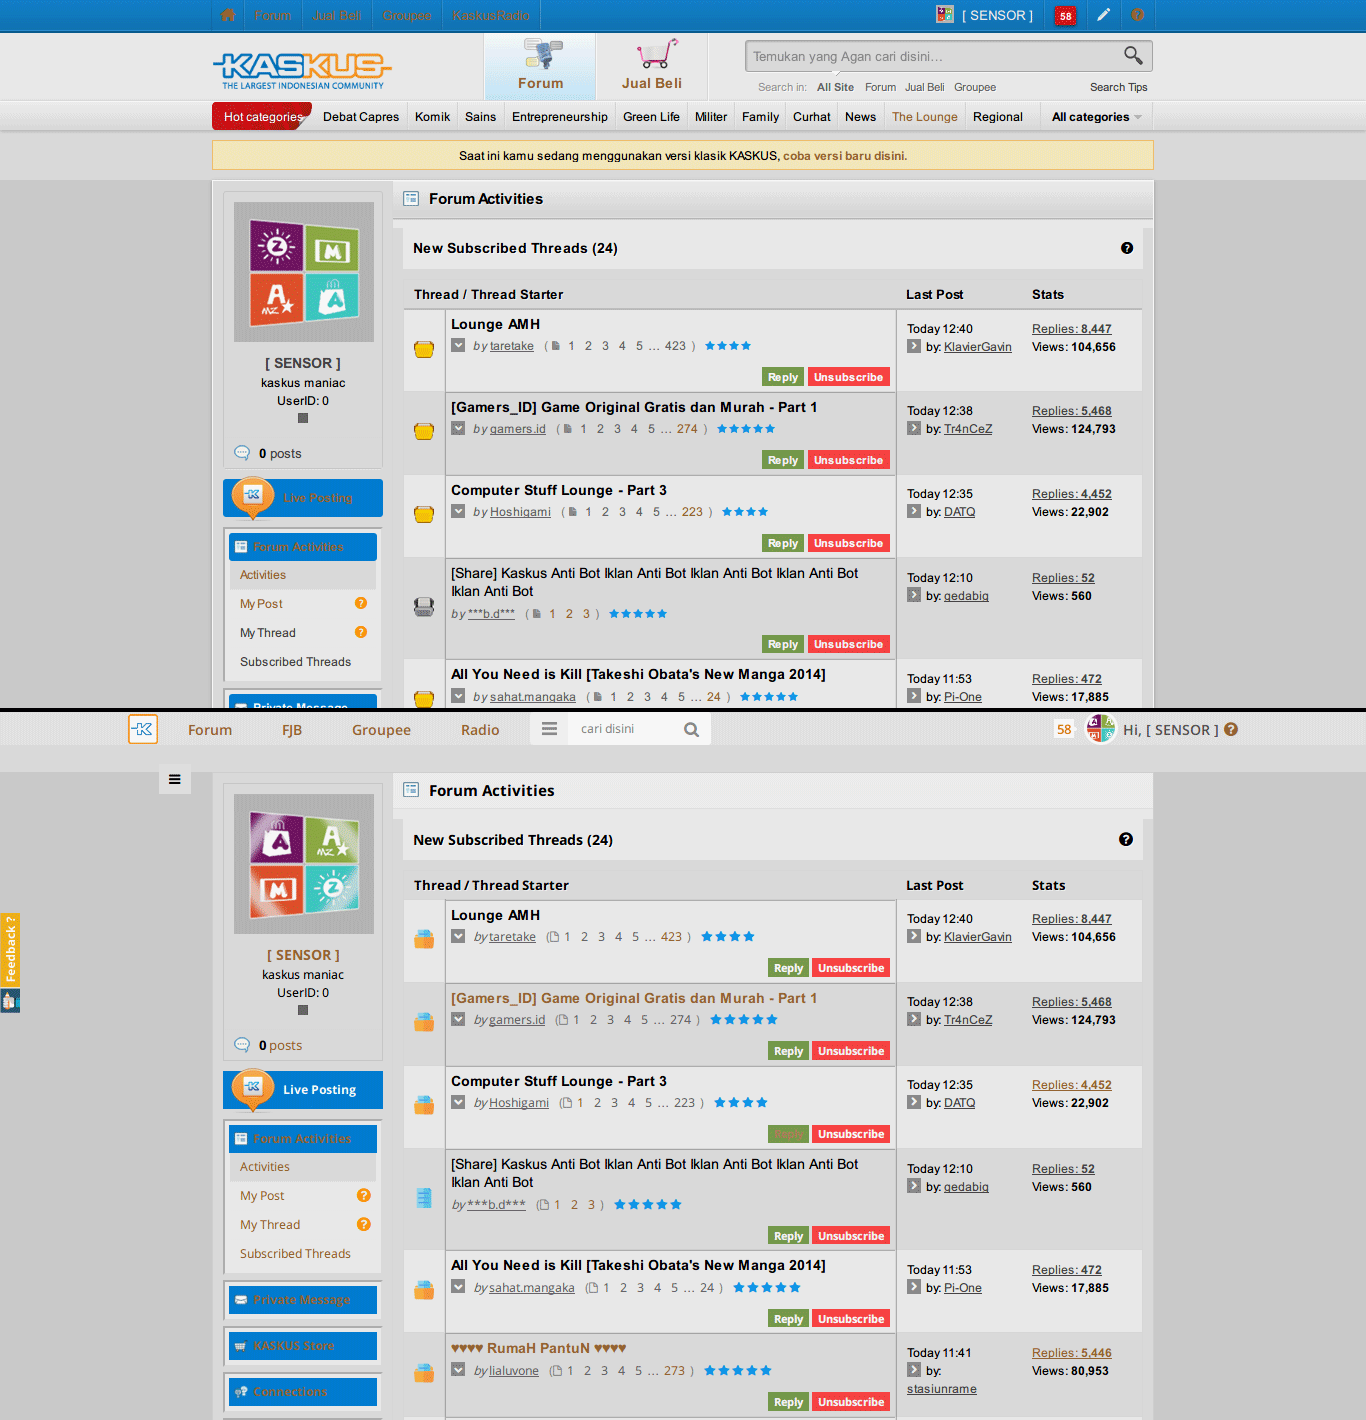 Forum Jual Beli Groupee KaskusRadio [ SENSOR ] 58
KASKUS
THE LARGEST INDONESIAN COMMUNITY
Forum
Jual Beli
Temukan yang Agan cari disini...
Search in: All Site Forum Jual Beli Groupee Search Tips
Hot categories Debat Capres Komik Sains Entrepreneurship Green Life Militer Family Curhat News The Lounge Regional All categories
Saat ini kamu sedang menggunakan versi klasik KASKUS, coba versi baru disini.
[ SENSOR ]
kaskus maniac
UserID: 0
0 posts
Live Posting
Forum Activities
Activities
My Post ?
My Thread ?
Subscribed Threads
Private Message
Forum Activities
New Subscribed Threads (24) ?
Thread / Thread Starter Last Post Stats
Lounge AMH
by taretake ( 1 2 3 4 5 ... 423 )
Reply Unsubscribe
Today 12:40
by: KlavierGavin
Replies: 8,447
Views: 104,656
[Gamers_ID] Game Original Gratis dan Murah - Part 1
by gamers.id ( 1 2 3 4 5 ... 274 )
Reply Unsubscribe
Today 12:38
by: Tr4nCeZ
Replies: 5,468
Views: 124,793
Computer Stuff Lounge - Part 3
by Hoshigami ( 1 2 3 4 5 ... 223 )
Reply Unsubscribe
Today 12:35
by: DATQ
Replies: 4,452
Views: 22,902
[Share] Kaskus Anti Bot Iklan Anti Bot Iklan Anti Bot Iklan Anti Bot
Iklan Anti Bot
by ***b.d*** ( 1 2 3 )
Reply Unsubscribe
Today 12:10
by: qedabiq
Replies: 52
Views: 560
All You Need is Kill [Takeshi Obata's New Manga 2014]
by sahat.mangaka ( 1 2 3 4 5 ... 24 )
Today 11:53
by: Pi-One
Replies: 472
Views: 17,885
Forum FJB Groupee Radio cari disini 58 Hi, [ SENSOR ] ?
Feedback ?
[ SENSOR ]
kaskus maniac
UserID: 0
0 posts
Live Posting
Forum Activities
Activities
My Post ?
My Thread ?
Subscribed Threads
Private Message
KASKUS Store
Connections
Forum Activities
New Subscribed Threads (24) ?
Thread / Thread Starter Last Post Stats
Lounge AMH
by taretake ( 1 2 3 4 5 ... 423 )
Reply Unsubscribe
Today 12:40
by: KlavierGavin
Replies: 8,447
Views: 104,656
[Gamers_ID] Game Original Gratis dan Murah - Part 1
by gamers.id ( 1 2 3 4 5 ... 274 )
Reply Unsubscribe
Today 12:38
by: Tr4nCeZ
Replies: 5,468
Views: 124,793
Computer Stuff Lounge - Part 3
by Hoshigami ( 1 2 3 4 5 ... 223 )
Reply Unsubscribe
Today 12:35
by: DATQ
Replies: 4,452
Views: 22,902
[Share] Kaskus Anti Bot Iklan Anti Bot Iklan Anti Bot Iklan Anti Bot
Iklan Anti Bot
by ***b.d*** ( 1 2 3 )
Reply Unsubscribe
Today 12:10
by: qedabiq
Replies: 52
Views: 560
All You Need is Kill [Takeshi Obata's New Manga 2014]
by sahat.mangaka ( 1 2 3 4 5 ... 24 )
Reply Unsubscribe
Today 11:53
by: Pi-One
Replies: 472
Views: 17,885
♥♥♥♥ RumaH PantuN ♥♥♥♥
by lialuvone ( 1 2 3 4 5 ... 273 )
Reply Unsubscribe
Today 11:41
by:
stasiunrame
Replies: 5,446
Views: 80,953